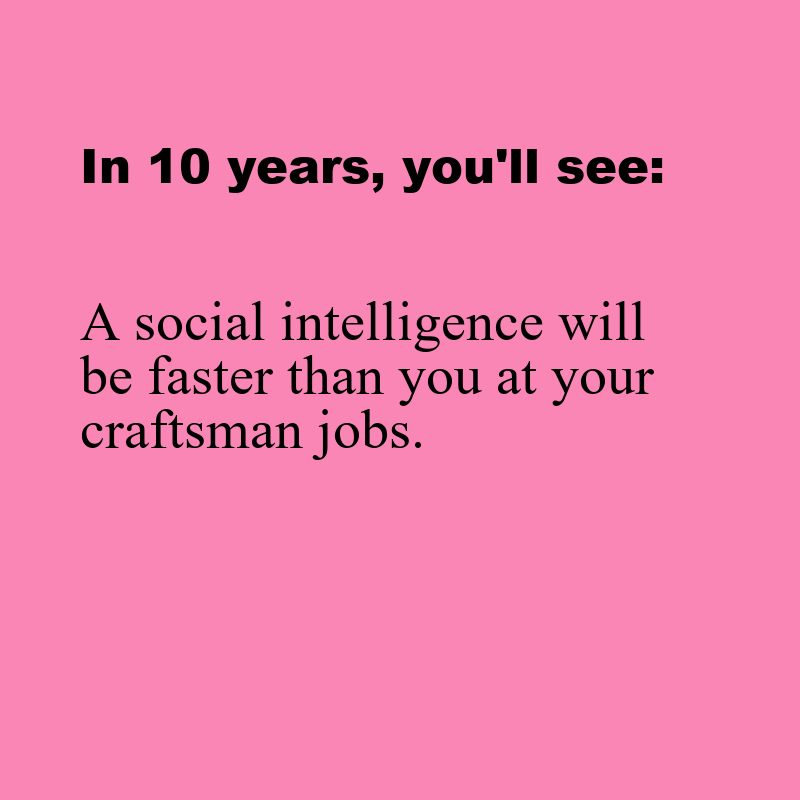 In 10 years, you'll see:
A social intelligence will
be faster than you at your
craftsman jobs.